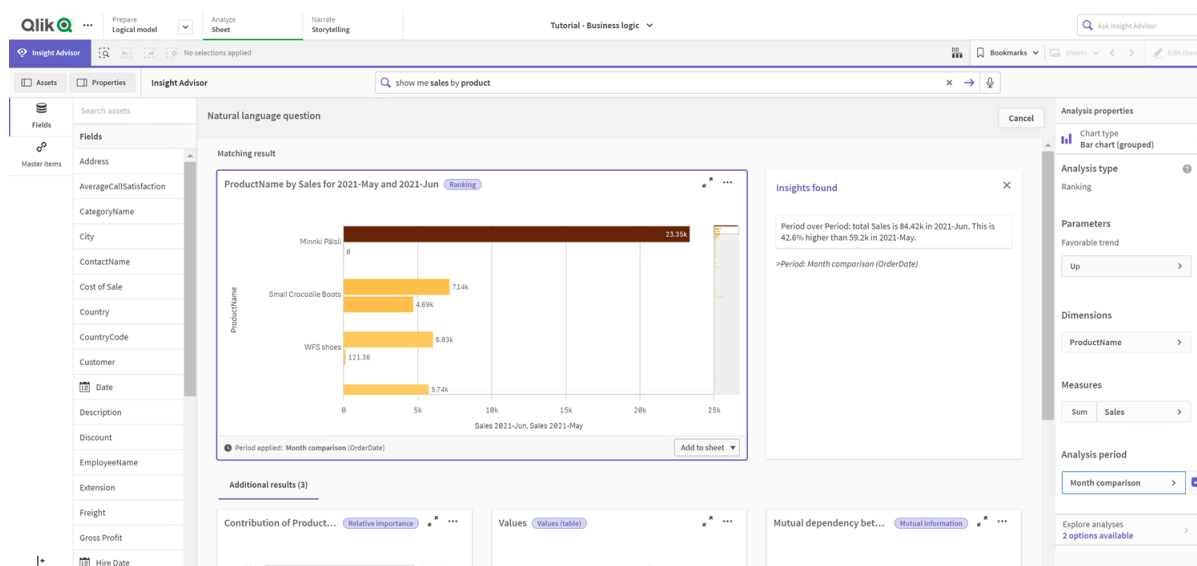 Qlik
Prepare
Logical model
Analyze
Sheet
Narrate
Storytelling
Tutorial - Business logic
Ask Insight Advisor
Insight Advisor
No selections applied
Bookmarks
Sheets
Edit shee
Assets
Properties
Insight Advisor
show me sales by product
Fields
Master items
Search assets
Fields
Address
AverageCallSatisfaction
CategoryName
City
ContactName
Cost of Sale
Country
CountryCode
Customer
Date
Description
Discount
EmployeeName
Extension
Freight
Gross Profit
Hire Date
Natural language question
Cancel
Matching result
ProductName by Sales for 2021-May and 2021-Jun
Ranking
ProductName
Minnki Pälsii
23.35k
0
Small Crocodile Boots
7.14k
4.69k
WFS shoes
6.03k
121.36
5.74k
0 5k 10k 15k 20k 25k
Sales 2021-Jun, Sales 2021-May
Period applied: Month comparison (OrderDate)
Add to sheet
Insights found
Period over Period: total Sales is 84.42k in 2021-Jun. This is
42.6% higher than 59.2k in 2021-May.
>Period: Month comparison (OrderDate)
Additional results (3)
Contribution of Product...
Relative importance
Values
Values (table)
Mutual dependency bet...
Mutual information
Analysis properties
Chart type
Bar chart (grouped)
Analysis type
Ranking
Parameters
Favorable trend
Up
Dimensions
ProductName
Measures
Sum Sales
Analysis period
Month comparison
Explore analyses
2 options available